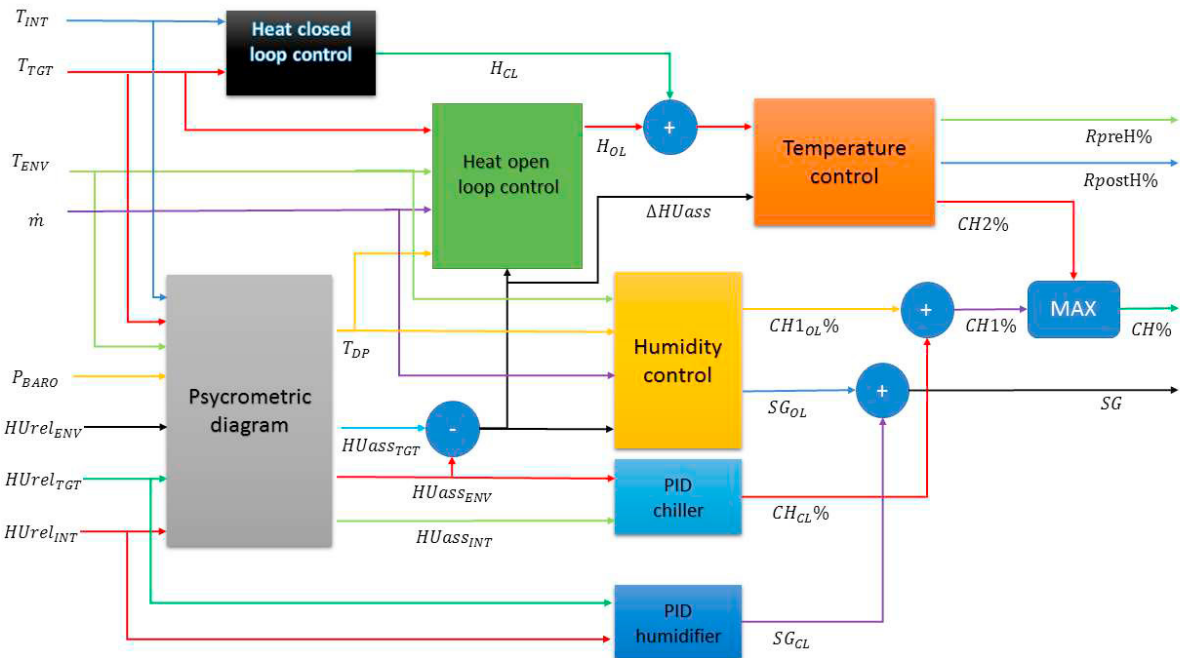 T_INT
Heat closed
loop control
T_TGT
H_CL
Heat open
loop control
H_OL
+
Temperature
control
RpreH%
RpostH%
T_ENV
ṁ
ΔHUass
CH2%
Psycrometric
diagram
T_DP
Humidity
control
CH1_OL%
+
CH1%
MAX
CH%
P_BARO
HUrel_ENV
HUass_TGT
-
SG_OL
+
SG
HUrel_TGT
HUass_ENV
PID
chiller
CH_CL%
HUrel_INT
HUass_INT
PID
humidifier
SG_CL